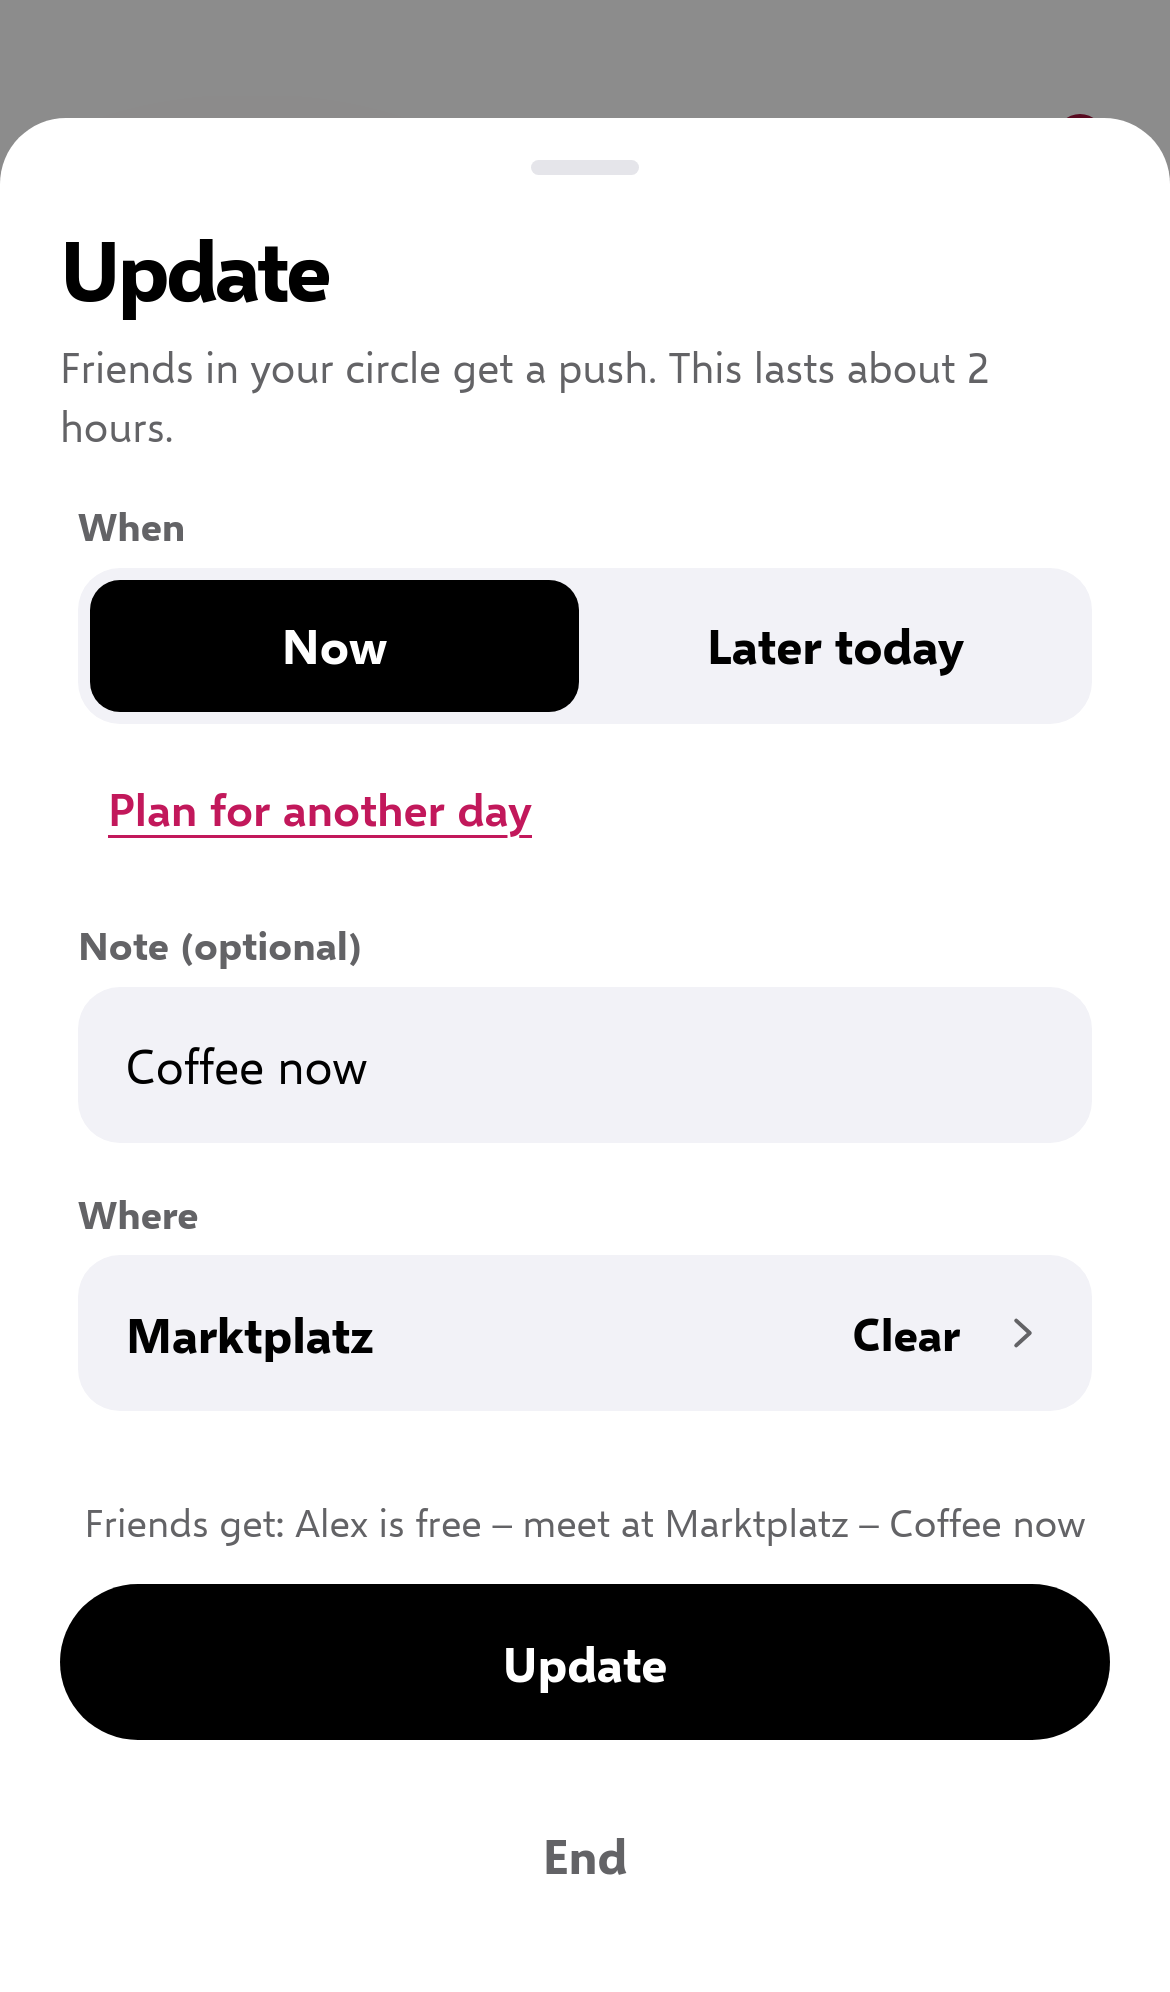 Update
Friends in your circle get a push. This lasts about 2
hours.
When
Now
Later today
Plan for another day
Note (optional)
Coffee now
Where
Marktplatz
Clear
Friends get: Alex is free – meet at Marktplatz – Coffee now
Update
End